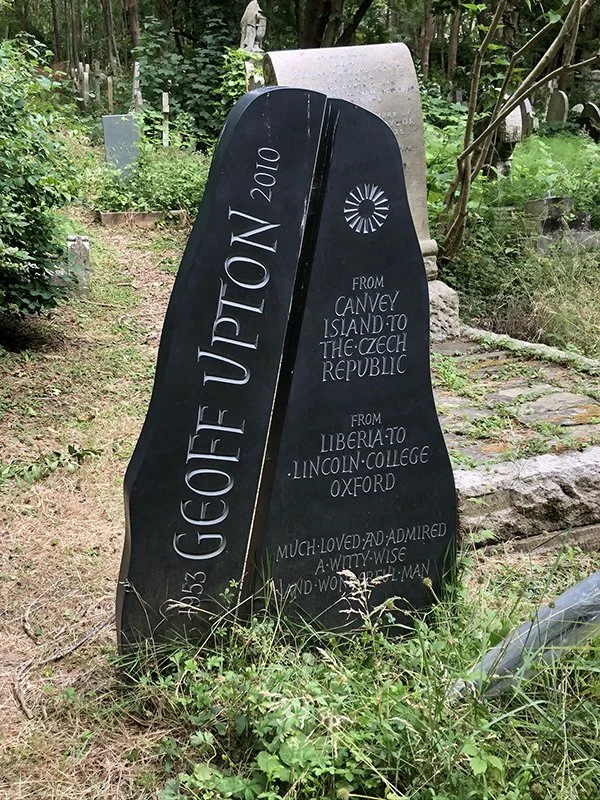 1953 GEOFF UPTON 2010
FROM
CANVEY
ISLAND·TO
THE·CZECH
REPUBLIC
FROM
LIBERIA·TO
·LINCOLN·COLLEGE
OXFORD
MUCH·LOVED·AND·ADMIRED
A·WITTY·WISE
AND·WONDERFUL·MAN